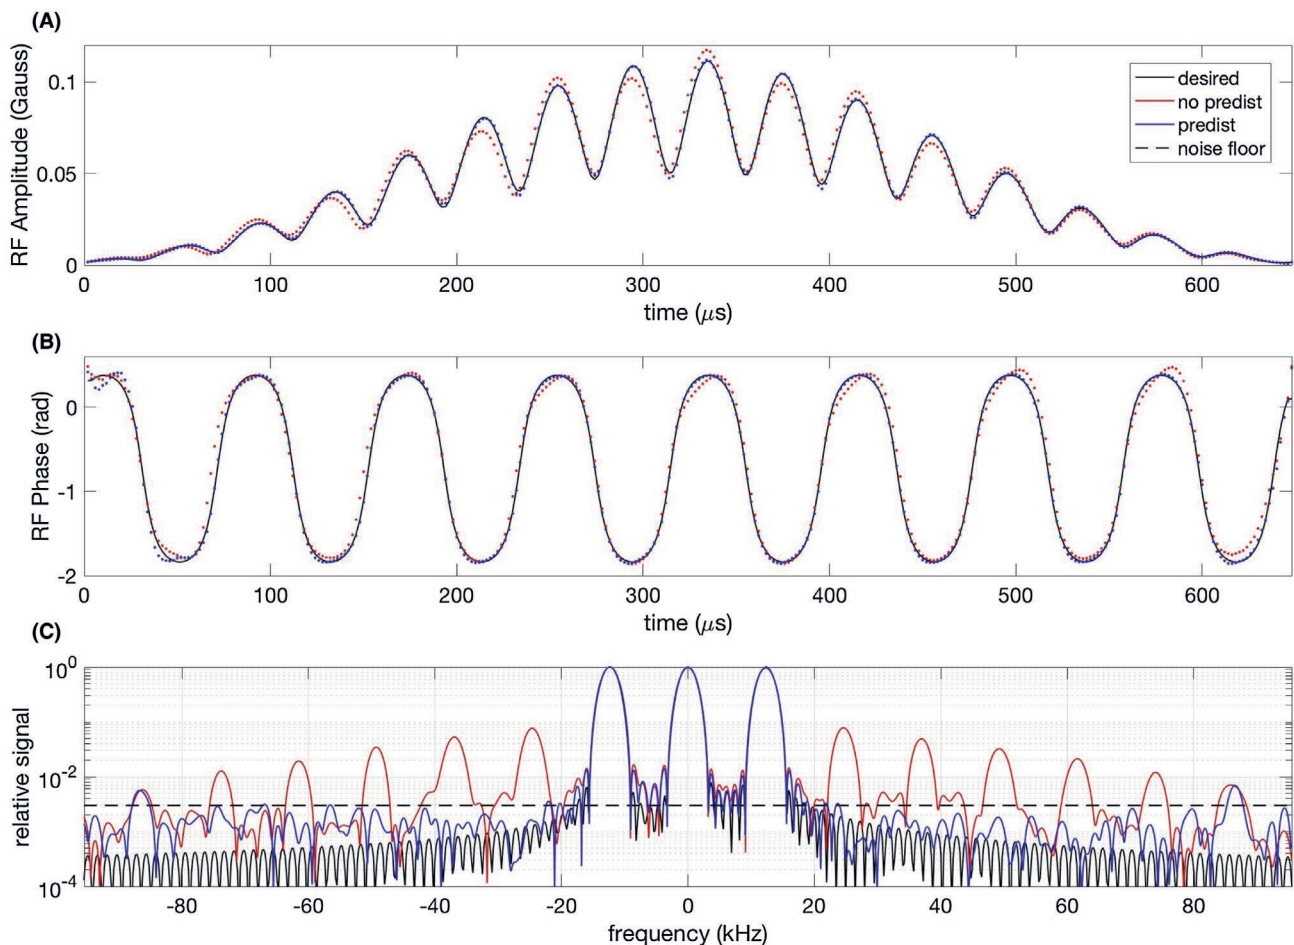 (A)
RF Amplitude (Gauss)
0.1
0.05
0
desired
no predist
predist
noise floor
0 100 200 300 400 500 600
time (μs)
(B)
RF Phase (rad)
0
-1
-2
0 100 200 300 400 500 600
time (μs)
(C)
relative signal
10^0
10^-2
10^-4
-80 -60 -40 -20 0 20 40 60 80
frequency (kHz)